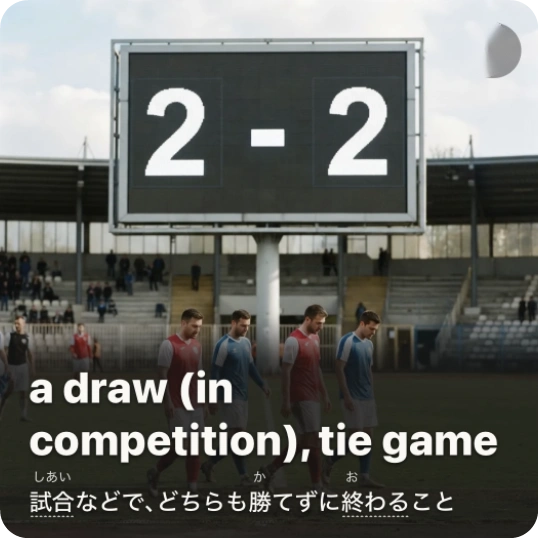 2 - 2
a draw (in
competition), tie game
しあい か お
試合などで、どちらも勝てずに終わること